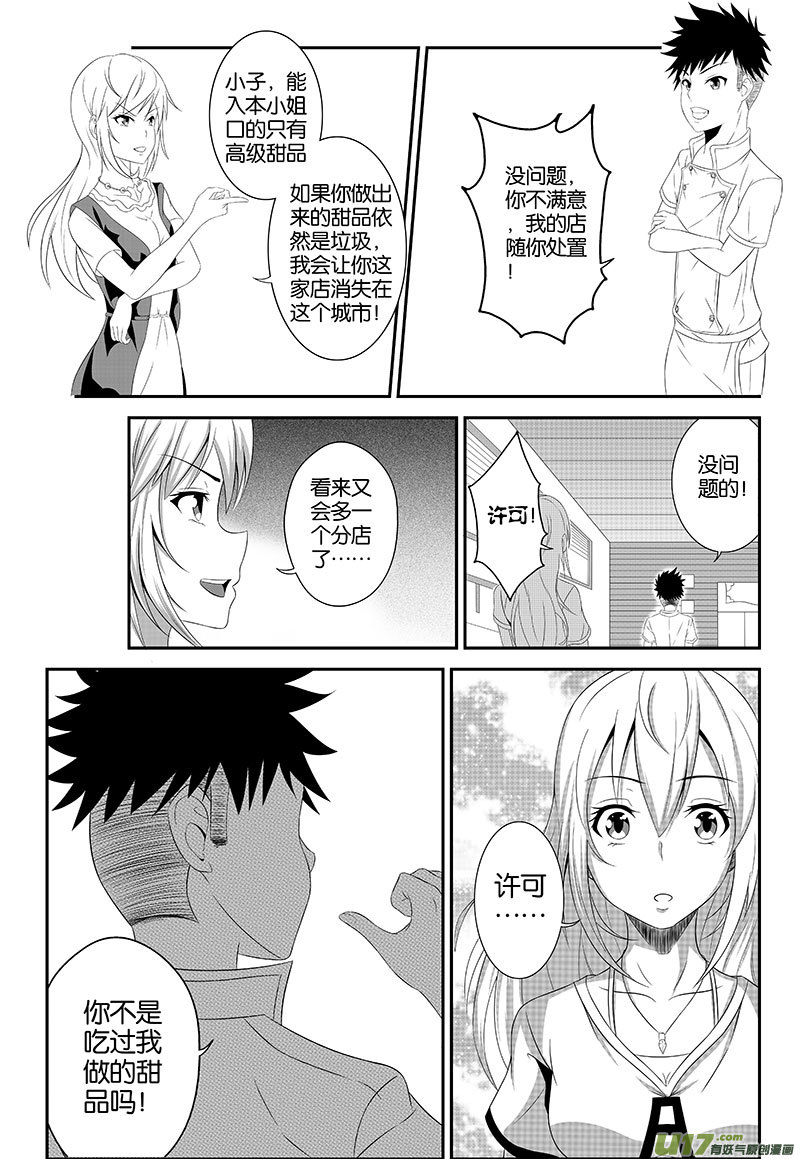 小子，能
入本小姐
口的只有
高级甜品
如果你做出
来的甜品依
然是垃圾，
我会让你这
家店消失在
这个城市！
没问题，
你不满意
，我的店
随你处置
！
看来又
会多一
个分店
了……
许可！
没问
题的！
你不是
吃过我
做的甜
品吗！
许可
……
A
U17.com
有妖气原创漫画